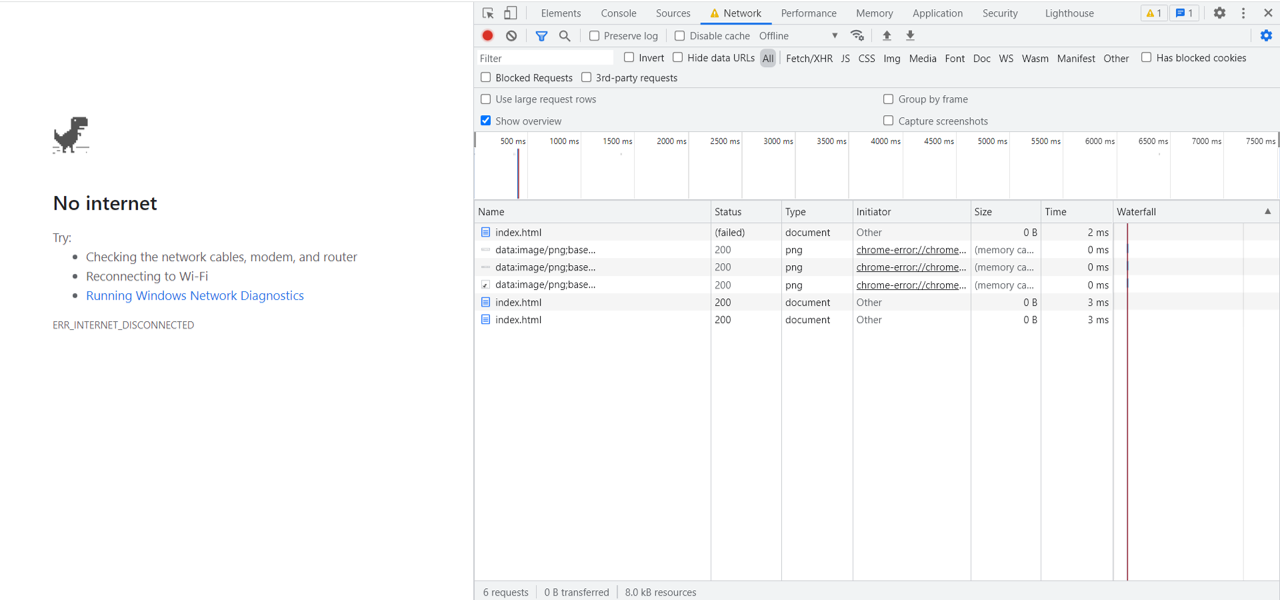 No internet
Try:
Checking the network cables, modem, and router
Reconnecting to Wi-Fi
Running Windows Network Diagnostics
ERR_INTERNET_DISCONNECTED
Elements Console Sources Network Performance Memory Application Security Lighthouse 1 1
Preserve log Disable cache Offline
Filter Invert Hide data URLs All Fetch/XHR JS CSS Img Media Font Doc WS Wasm Manifest Other Has blocked cookies
Blocked Requests 3rd-party requests
Use large request rows Group by frame
Show overview Capture screenshots
500 ms 1000 ms 1500 ms 2000 ms 2500 ms 3000 ms 3500 ms 4000 ms 4500 ms 5000 ms 5500 ms 6000 ms 6500 ms 7000 ms 7500 ms
Name Status Type Initiator Size Time Waterfall
index.html (failed) document Other 0 B 2 ms
data:image/png;base... 200 png chrome-error://chrome... (memory ca... 0 ms
data:image/png;base... 200 png chrome-error://chrome... (memory ca... 0 ms
data:image/png;base... 200 png chrome-error://chrome... (memory ca... 0 ms
index.html 200 document Other 0 B 3 ms
index.html 200 document Other 0 B 3 ms
6 requests 0 B transferred 8.0 kB resources